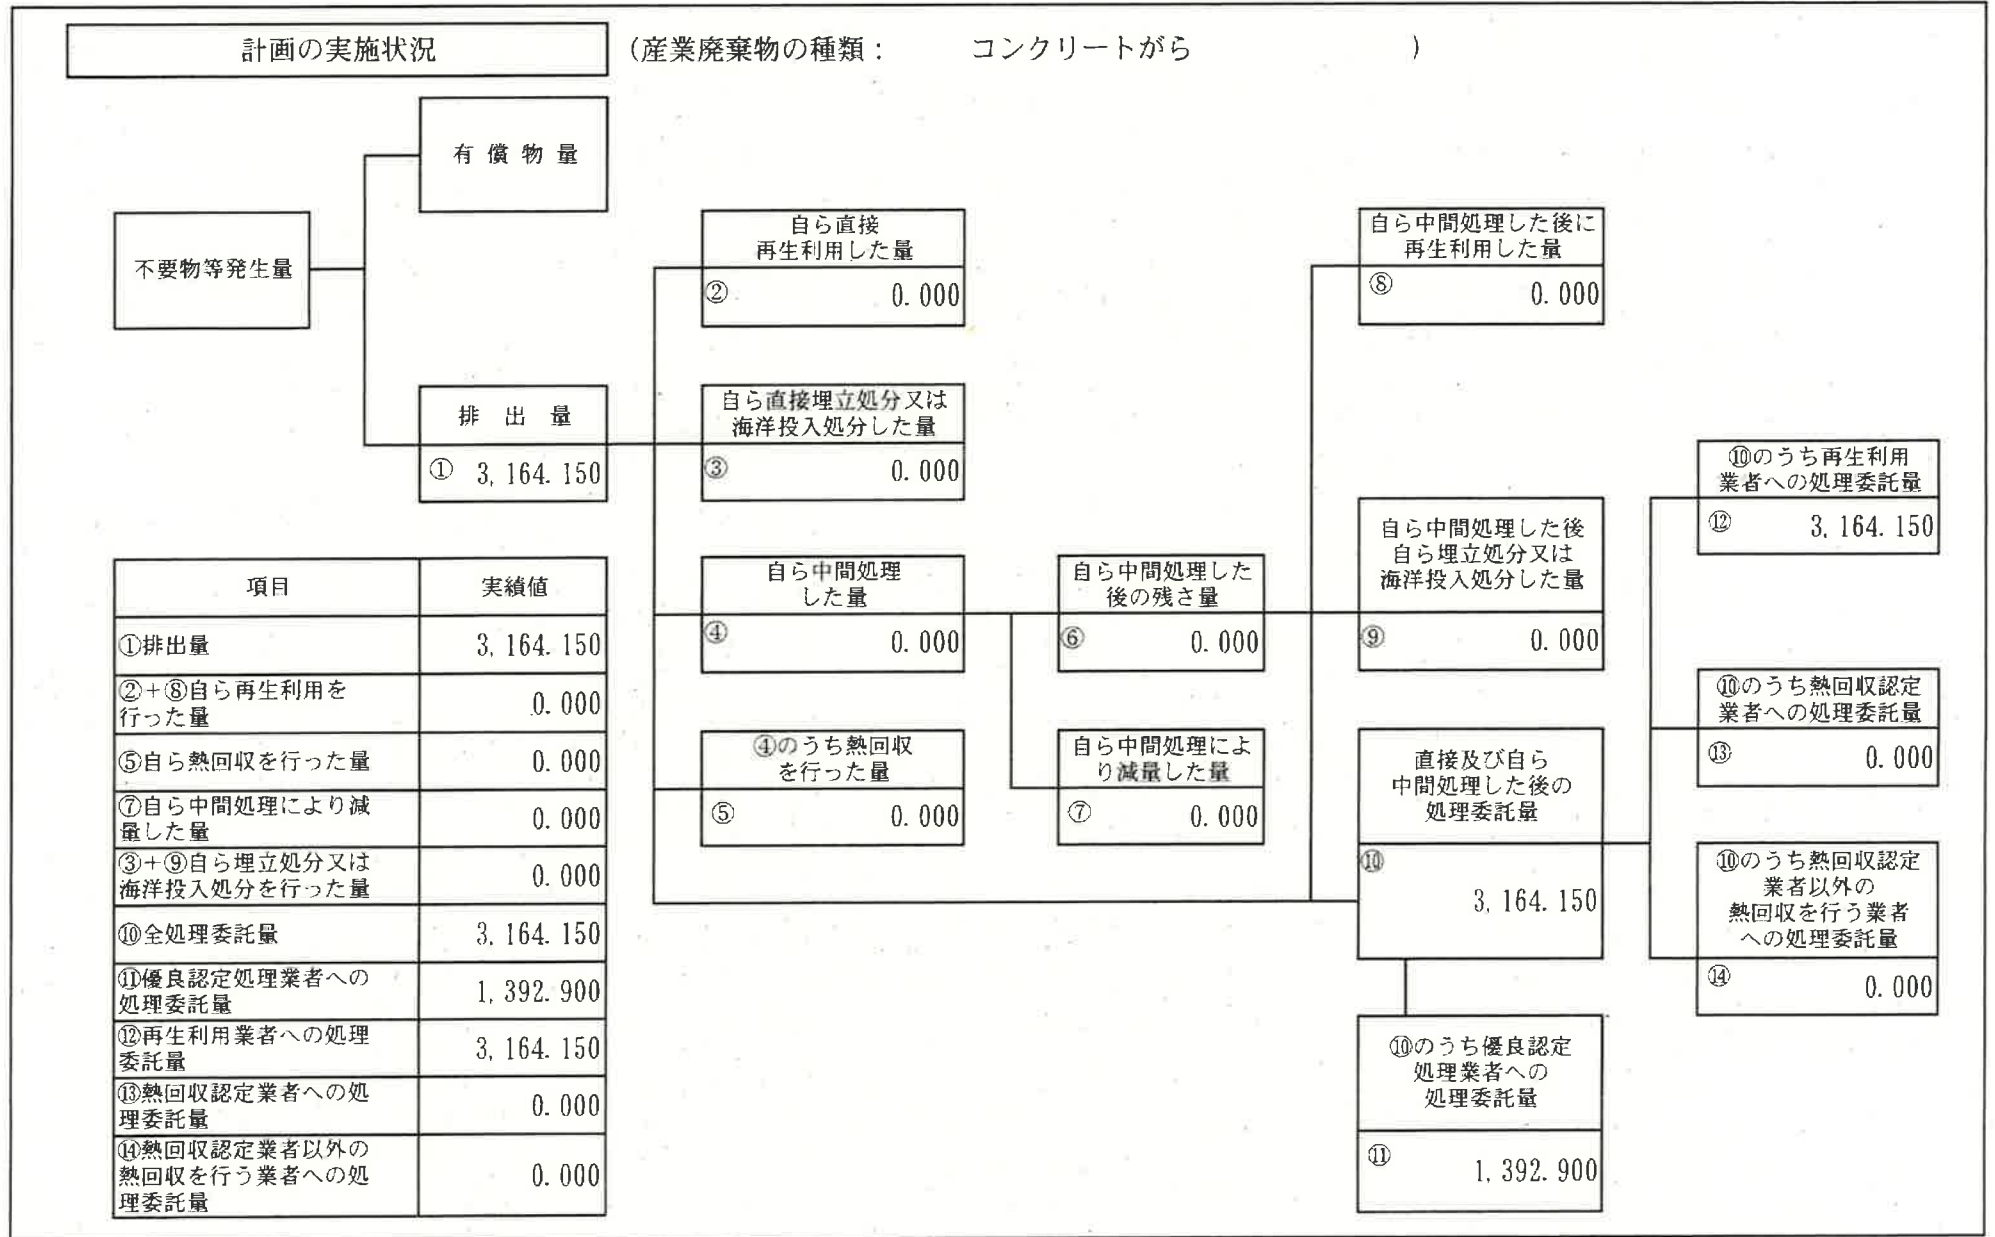 計画の実施状況 (産業廃棄物の種類： コンクリートがら )
有償物量
不要物等発生量
排出量
① 3,164.150
自ら直接
再生利用した量
② 0.000
自ら直接埋立処分又は
海洋投入処分した量
③ 0.000
自ら中間処理
した量
④ 0.000
④のうち熱回収
を行った量
⑤ 0.000
自ら中間処理した
後の残さ量
⑥ 0.000
自ら中間処理によ
り減量した量
⑦ 0.000
自ら中間処理した後に
再生利用した量
⑧ 0.000
自ら中間処理した後
自ら埋立処分又は
海洋投入処分した量
⑨ 0.000
直接及び自ら
中間処理した後の
処理委託量
⑩ 3,164.150
⑩のうち優良認定
処理業者への
処理委託量
⑪ 1,392.900
⑩のうち再生利用
業者への処理委託量
⑫ 3,164.150
⑩のうち熱回収認定
業者への処理委託量
⑬ 0.000
⑩のうち熱回収認定
業者以外の
熱回収を行う業者
への処理委託量
⑭ 0.000
項目 実績値
①排出量 3,164.150
②＋⑧自ら再生利用を
行った量 0.000
⑤自ら熱回収を行った量 0.000
⑦自ら中間処理により減
量した量 0.000
③＋⑨自ら埋立処分又は
海洋投入処分を行った量 0.000
⑩全処理委託量 3,164.150
⑪優良認定処理業者への
処理委託量 1,392.900
⑫再生利用業者への処理
委託量 3,164.150
⑬熱回収認定業者への処
理委託量 0.000
⑭熱回収認定業者以外の
熱回収を行う業者への処
理委託量 0.000